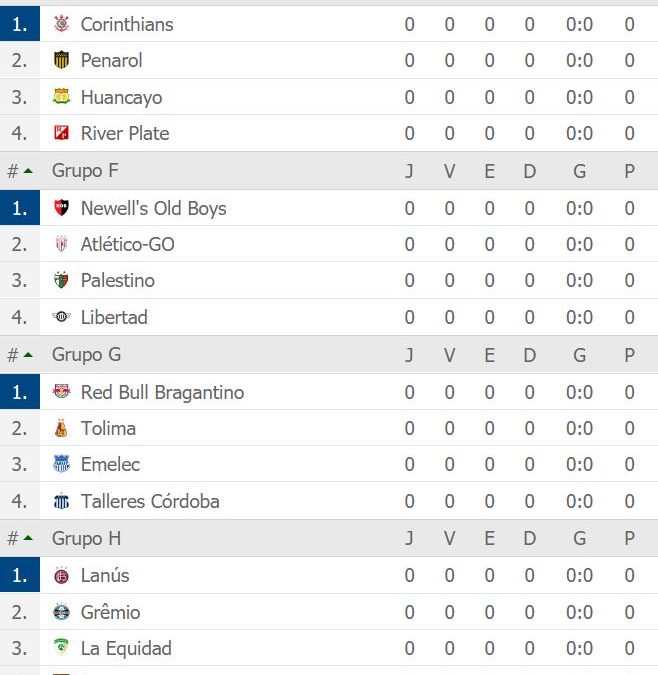 1. Corinthians 0 0 0 0 0:0 0
2. Penarol 0 0 0 0 0:0 0
3. Huancayo 0 0 0 0 0:0 0
4. River Plate 0 0 0 0 0:0 0
# Grupo F J V E D G P
1. Newell's Old Boys 0 0 0 0 0:0 0
2. Atlético-GO 0 0 0 0 0:0 0
3. Palestino 0 0 0 0 0:0 0
4. Libertad 0 0 0 0 0:0 0
# Grupo G J V E D G P
1. Red Bull Bragantino 0 0 0 0 0:0 0
2. Tolima 0 0 0 0 0:0 0
3. Emelec 0 0 0 0 0:0 0
4. Talleres Córdoba 0 0 0 0 0:0 0
# Grupo H J V E D G P
1. Lanús 0 0 0 0 0:0 0
2. Grêmio 0 0 0 0 0:0 0
3. La Equidad 0 0 0 0 0:0 0